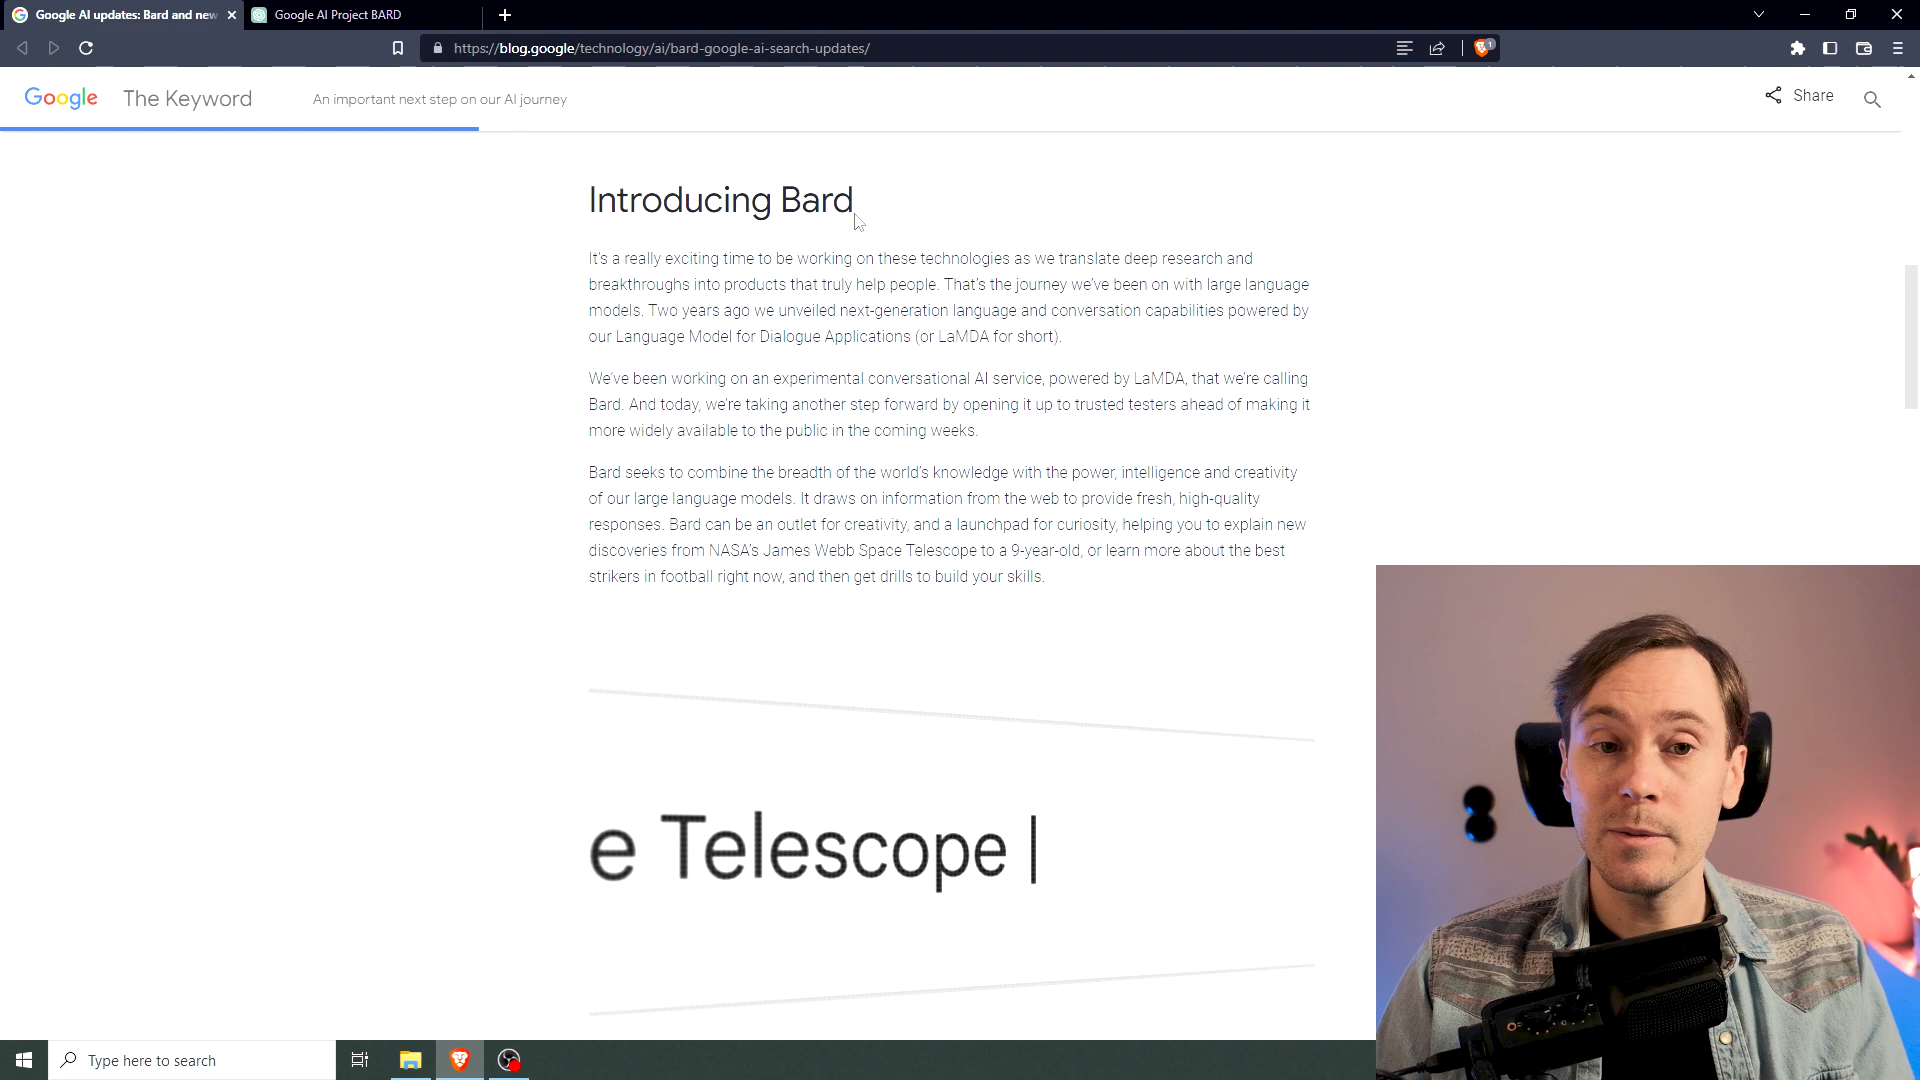 Google AI updates: Bard and new
Google AI Project BARD
https://blog.google/technology/ai/bard-google-ai-search-updates/
1
Google The Keyword An important next step on our AI journey
Share
Introducing Bard
It's a really exciting time to be working on these technologies as we translate deep research and
breakthroughs into products that truly help people. That's the journey we've been on with large language
models. Two years ago we unveiled next-generation language and conversation capabilities powered by
our Language Model for Dialogue Applications (or LaMDA for short).
We've been working on an experimental conversational AI service, powered by LaMDA, that we're calling
Bard. And today, we're taking another step forward by opening it up to trusted testers ahead of making it
more widely available to the public in the coming weeks.
Bard seeks to combine the breadth of the world's knowledge with the power, intelligence and creativity
of our large language models. It draws on information from the web to provide fresh, high-quality
responses. Bard can be an outlet for creativity, and a launchpad for curiosity, helping you to explain new
discoveries from NASA's James Webb Space Telescope to a 9-year-old, or learn more about the best
strikers in football right now, and then get drills to build your skills.
e Telescope |
Type here to search